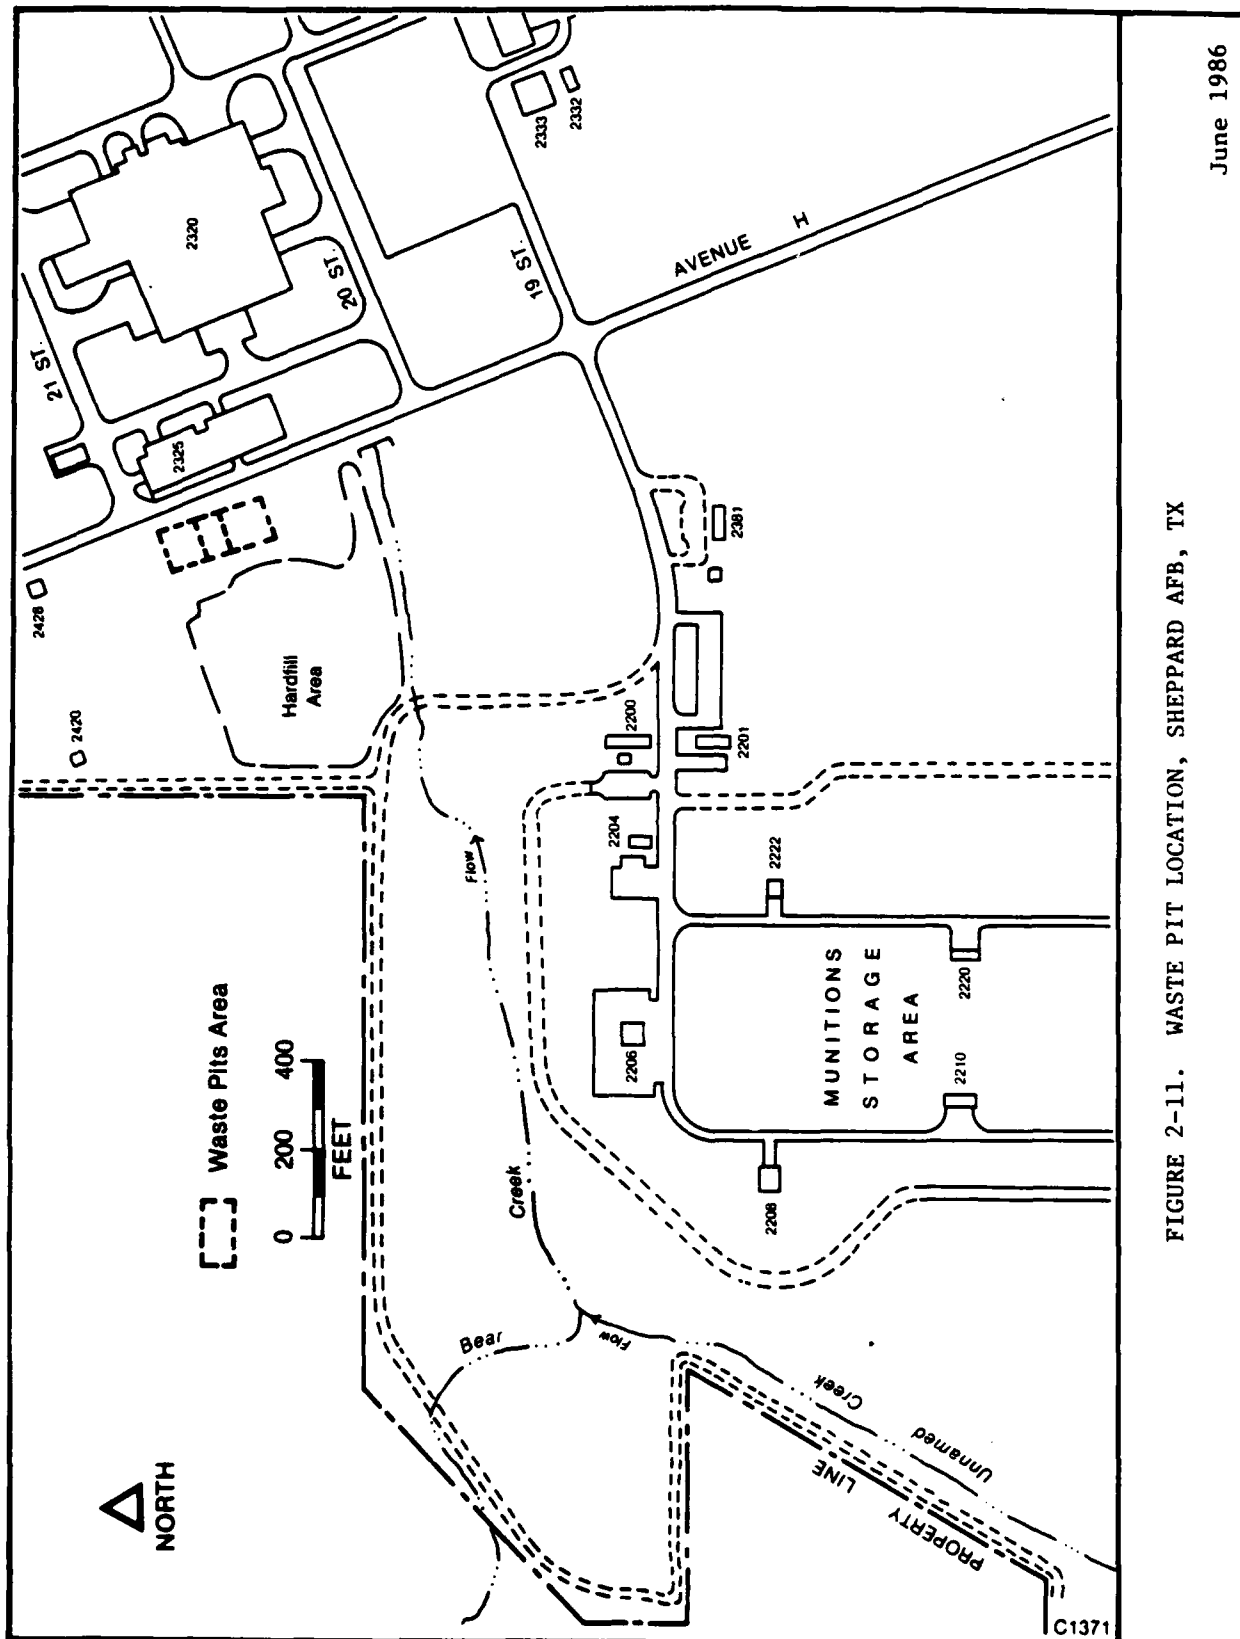 June 1986
21 ST.
2320
20 ST.
2325
2333
2332
19 ST.
AVENUE H
2426
2420
Hardfill
Area
2381
2200
2201
2204
2222
Flow
Waste Pits Area
0 200 400
FEET
2206
MUNITIONS
STORAGE
AREA
2220
2210
2208
Bear
Creek
Flow
Unnamed
Creek
PROPERTY
LINE
NORTH
C1371
FIGURE 2-11. WASTE PIT LOCATION, SHEPPARD AFB, TX